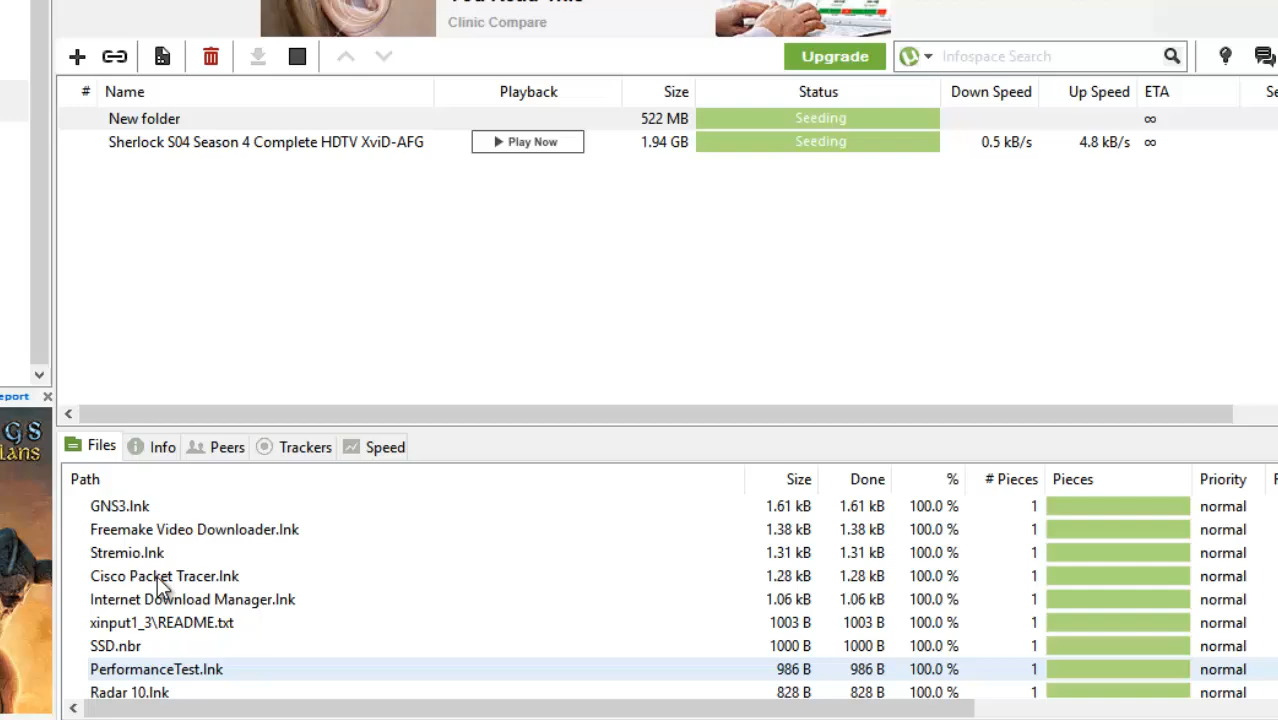 Clinic Compare
Upgrade
Infospace Search
# Name Playback Size Status Down Speed Up Speed ETA
New folder 522 MB Seeding ∞
Sherlock S04 Season 4 Complete HDTV XviD-AFG Play Now 1.94 GB Seeding 0.5 kB/s 4.8 kB/s ∞
eport
GS
lans
Files Info Peers Trackers Speed
Path Size Done % # Pieces Pieces Priority
GNS3.lnk 1.61 kB 1.61 kB 100.0 % 1 normal
Freemake Video Downloader.lnk 1.38 kB 1.38 kB 100.0 % 1 normal
Stremio.lnk 1.31 kB 1.31 kB 100.0 % 1 normal
Cisco Packet Tracer.lnk 1.28 kB 1.28 kB 100.0 % 1 normal
Internet Download Manager.lnk 1.06 kB 1.06 kB 100.0 % 1 normal
xinput1_3\README.txt 1003 B 1003 B 100.0 % 1 normal
SSD.nbr 1000 B 1000 B 100.0 % 1 normal
PerformanceTest.lnk 986 B 986 B 100.0 % 1 normal
Radar 10.lnk 828 B 828 B 100.0 % 1 normal